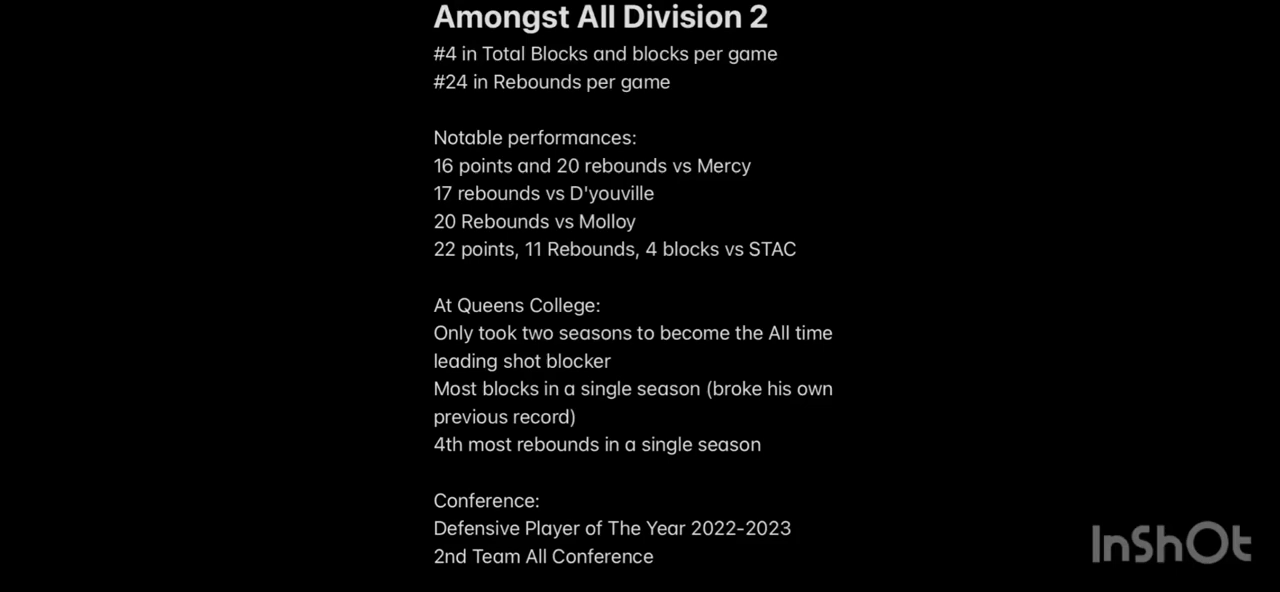 Amongst All Division 2
#4 in Total Blocks and blocks per game
#24 in Rebounds per game
Notable performances:
16 points and 20 rebounds vs Mercy
17 rebounds vs D'youville
20 Rebounds vs Molloy
22 points, 11 Rebounds, 4 blocks vs STAC
At Queens College:
Only took two seasons to become the All time
leading shot blocker
Most blocks in a single season (broke his own
previous record)
4th most rebounds in a single season
Conference:
Defensive Player of The Year 2022-2023
2nd Team All Conference
InShOt